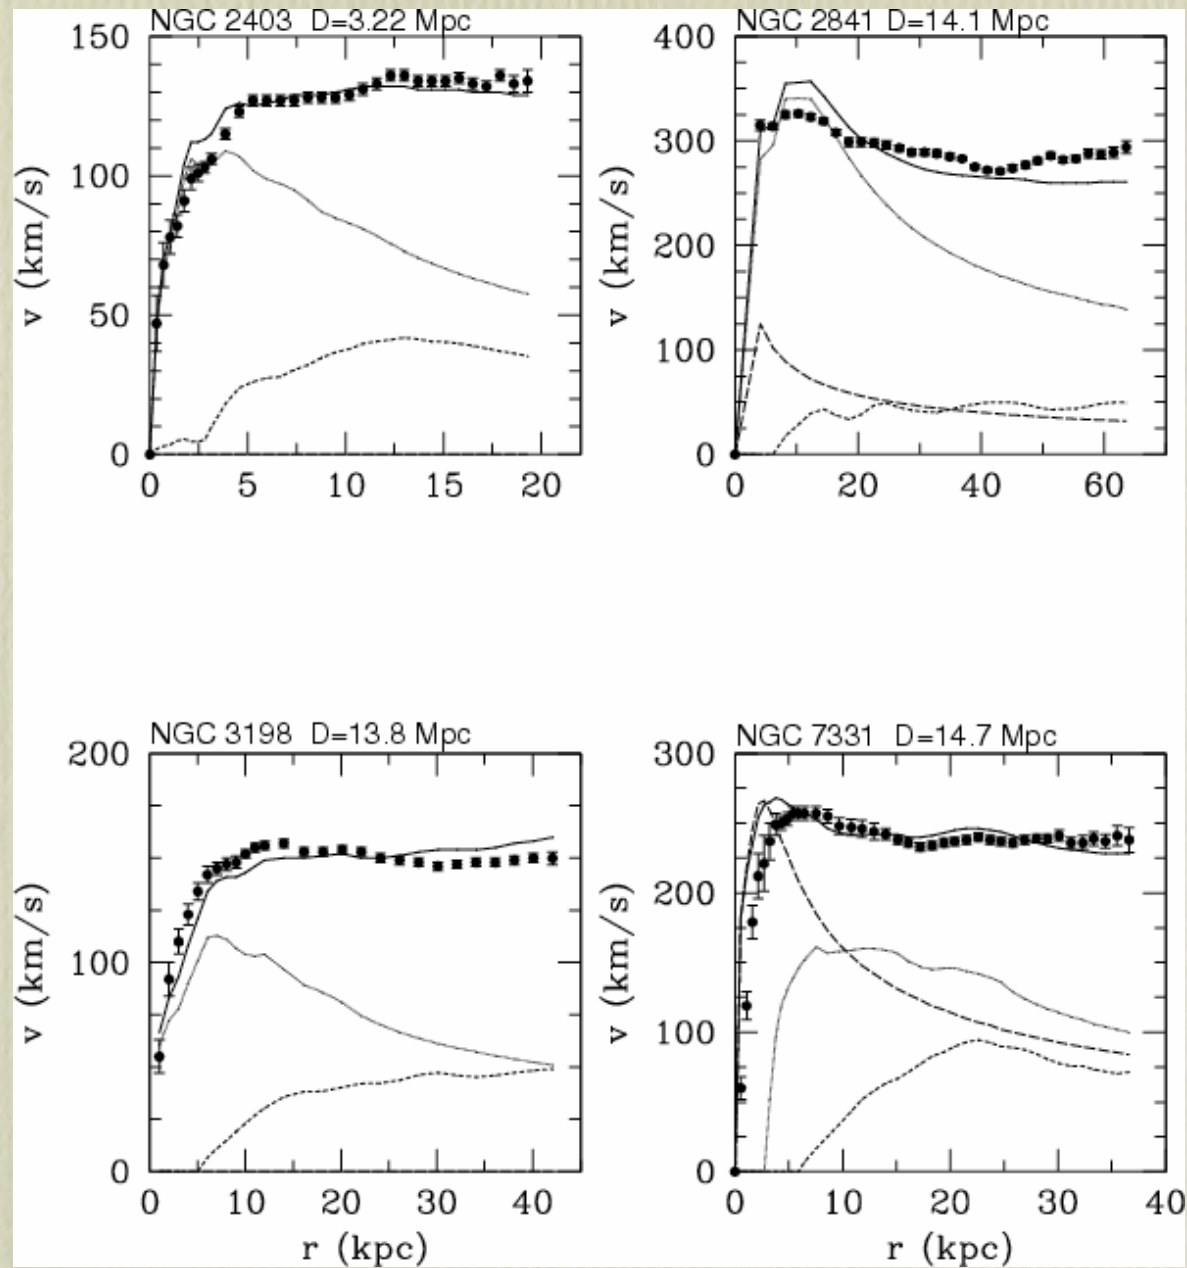 NGC 2403 D=3.22 Mpc
150
100
50
0
v (km/s)
0 5 10 15 20
NGC 2841 D=14.1 Mpc
400
300
200
100
0
v (km/s)
0 20 40 60
NGC 3198 D=13.8 Mpc
200
100
0
v (km/s)
0 10 20 30 40
r (kpc)
NGC 7331 D=14.7 Mpc
300
200
100
0
v (km/s)
0 10 20 30 40
r (kpc)